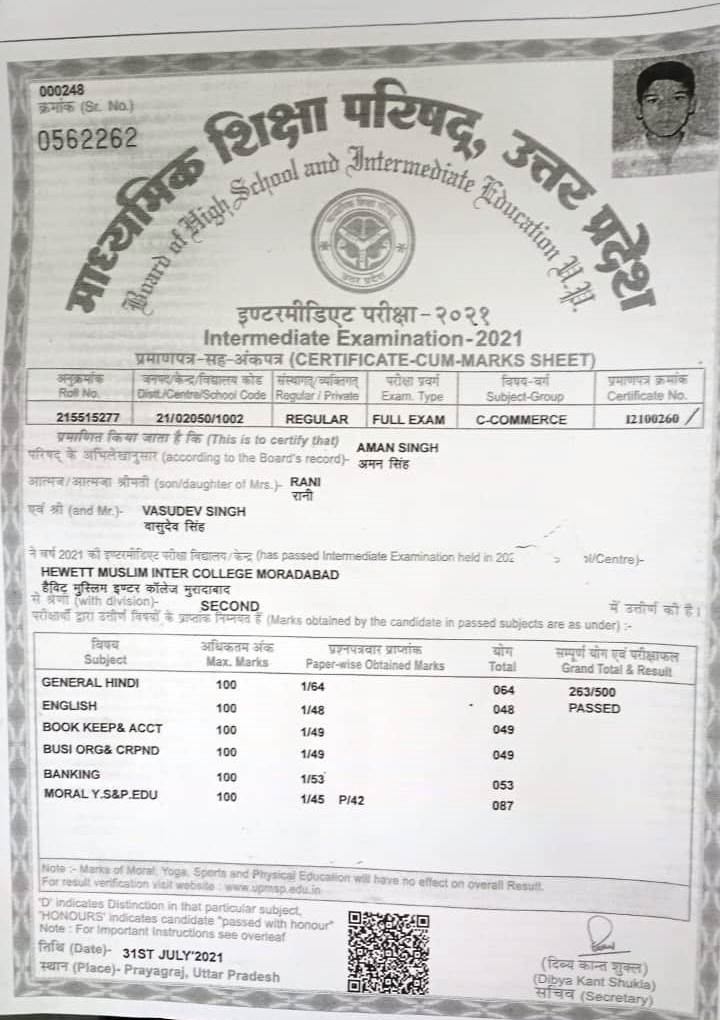 000248
क्रमांक (Sr. No.)
0562262
माध्यमिक शिक्षा परिषद्, उत्तर प्रदेश
Board of High School and Intermediate Education U.P.
माध्यमिक शिक्षा परिषद्
उत्तर प्रदेश
इण्टरमीडिएट परीक्षा-२०२१
Intermediate Examination-2021
प्रमाणपत्र-सह-अंकपत्र (CERTIFICATE-CUM-MARKS SHEET)
अनुक्रमांक जनपद/केन्द्र/विद्यालय कोड संस्थागत/व्यक्तिगत परीक्षा प्रवर्ग विषय-वर्ग प्रमाणपत्र क्रमांक
Roll No. Distt./Centre/School Code Regular / Private Exam. Type Subject-Group Certificate No.
215515277 21/02050/1002 REGULAR FULL EXAM C-COMMERCE 12100260
प्रमाणित किया जाता है कि (This is to certify that) AMAN SINGH
परिषद् के अभिलेखानुसार (according to the Board's record)- अमन सिंह
आत्मज/आत्मजा श्रीमती (son/daughter of Mrs.)- RANI
रानी
एवं श्री (and Mr.)- VASUDEV SINGH
वासुदेव सिंह
ने वर्ष 2021 की इण्टरमीडिएट परीक्षा विद्यालय/केन्द्र (has passed Intermediate Examination held in 202 ol/Centre)-
HEWETT MUSLIM INTER COLLEGE MORADABAD
हैविट मुस्लिम इण्टर कॉलेज मुरादाबाद
से श्रेणी (with division)- SECOND में उत्तीर्ण की है।
परीक्षार्थी द्वारा उत्तीर्ण विषयों के प्राप्तांक निम्नवत हैं (Marks obtained by the candidate in passed subjects are as under) :-
विषय अधिकतम अंक प्रश्नपत्रवार प्राप्तांक योग सम्पूर्ण योग एवं परीक्षाफल
Subject Max. Marks Paper-wise Obtained Marks Total Grand Total & Result
GENERAL HINDI 100 1/64 064 263/500
ENGLISH 100 1/48 048 PASSED
BOOK KEEP& ACCT 100 1/49 049
BUSI ORG& CRPND 100 1/49 049
BANKING 100 1/53 053
MORAL Y.S&P.EDU 100 1/45 P/42 087
Note :- Marks of Moral, Yoga, Sports and Physical Education will have no effect on overall Result.
For result verification visit website : www.upmsp.edu.in
'D' indicates Distinction in that particular subject,
'HONOURS' indicates candidate "passed with honour"
Note : For Important Instructions see overleaf
तिथि (Date)- 31ST JULY'2021
स्थान (Place)- Prayagraj, Uttar Pradesh
(दिव्य कान्त शुक्ल)
(Dibya Kant Shukla)
सचिव (Secretary)